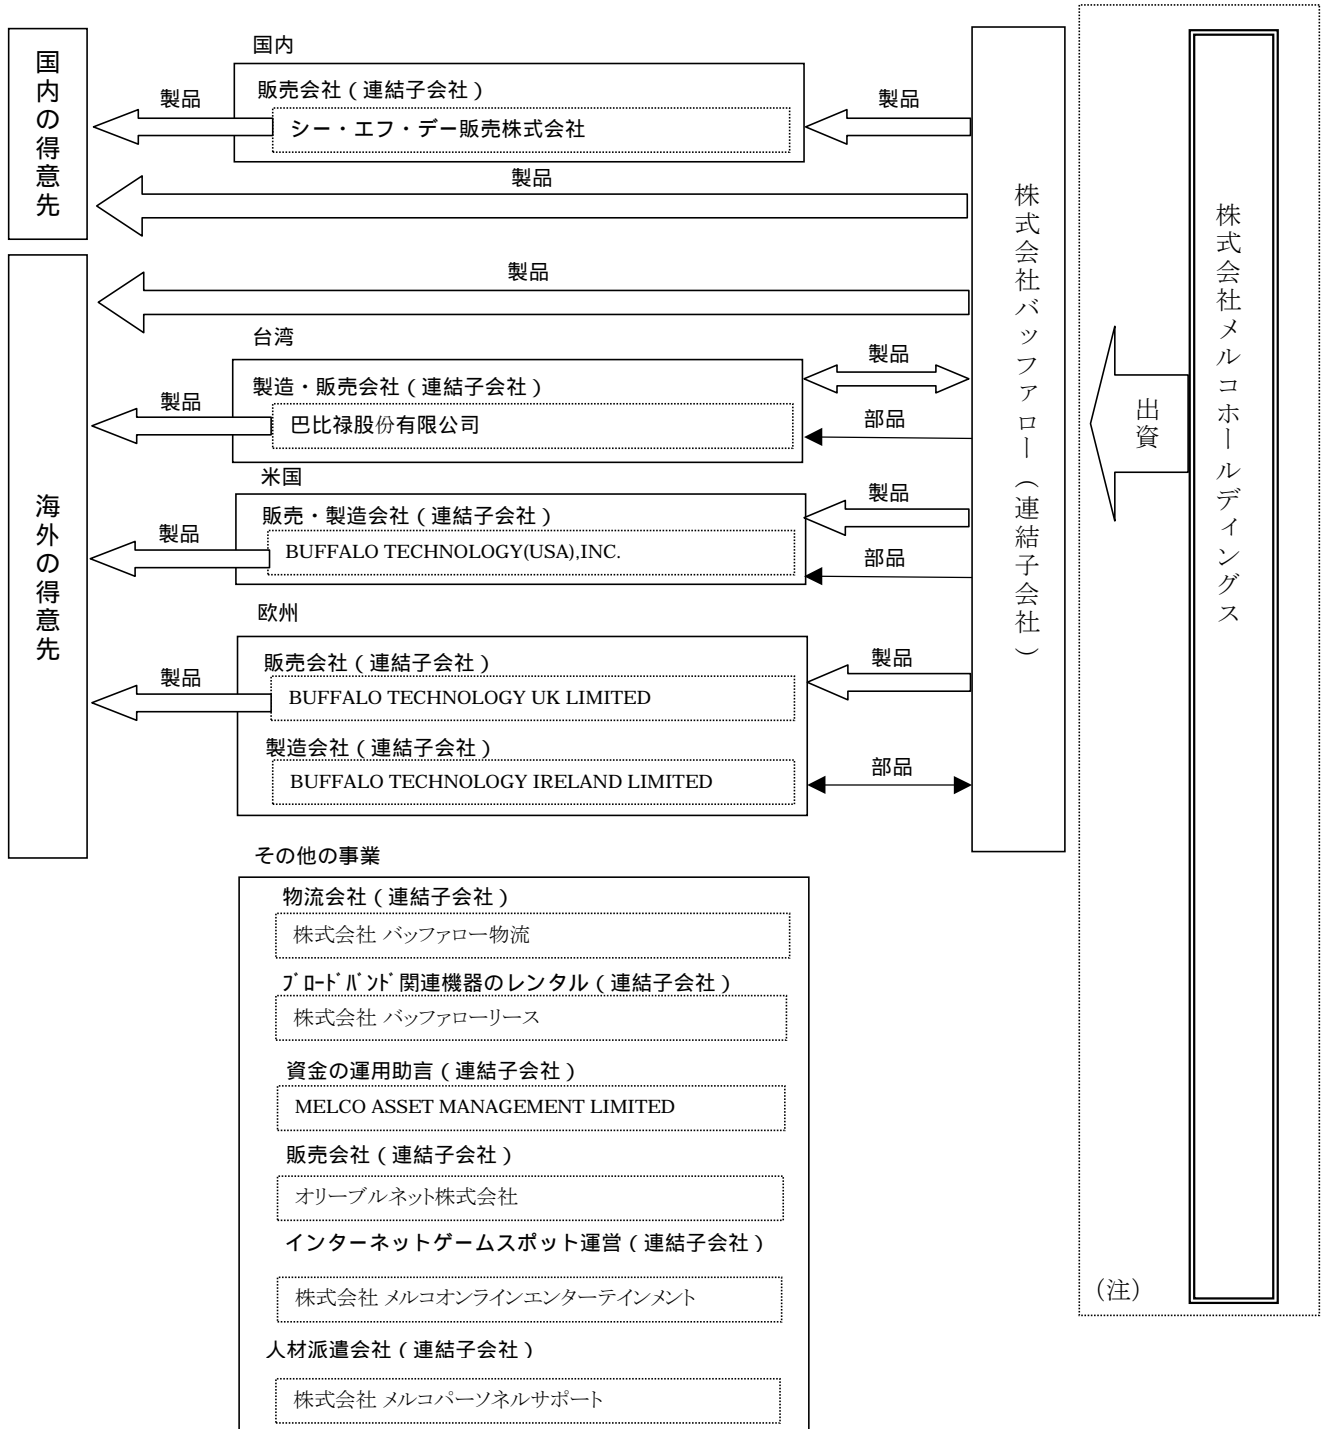 国内の得意先
国内
販売会社（連結子会社）
シー・エフ・デー販売株式会社
製品
製品
製品
海外の得意先
製品
台湾
製造・販売会社（連結子会社）
巴比禄股份有限公司
製品
製品
部品
米国
販売・製造会社（連結子会社）
BUFFALO TECHNOLOGY(USA),INC.
製品
製品
部品
欧州
販売会社（連結子会社）
BUFFALO TECHNOLOGY UK LIMITED
製品
製品
製造会社（連結子会社）
BUFFALO TECHNOLOGY IRELAND LIMITED
部品
株式会社バッファロー（連結子会社）
出資
株式会社メルコホールディングス
（注）
その他の事業
物流会社（連結子会社）
株式会社 バッファロー物流
ﾌﾞﾛｰﾄﾞﾊﾞﾝﾄﾞ関連機器のレンタル（連結子会社）
株式会社 バッファローリース
資金の運用助言（連結子会社）
MELCO ASSET MANAGEMENT LIMITED
販売会社（連結子会社）
オリーブルネット株式会社
インターネットゲームスポット運営（連結子会社）
株式会社 メルコオンラインエンターテインメント
人材派遣会社（連結子会社）
株式会社 メルコパーソネルサポート